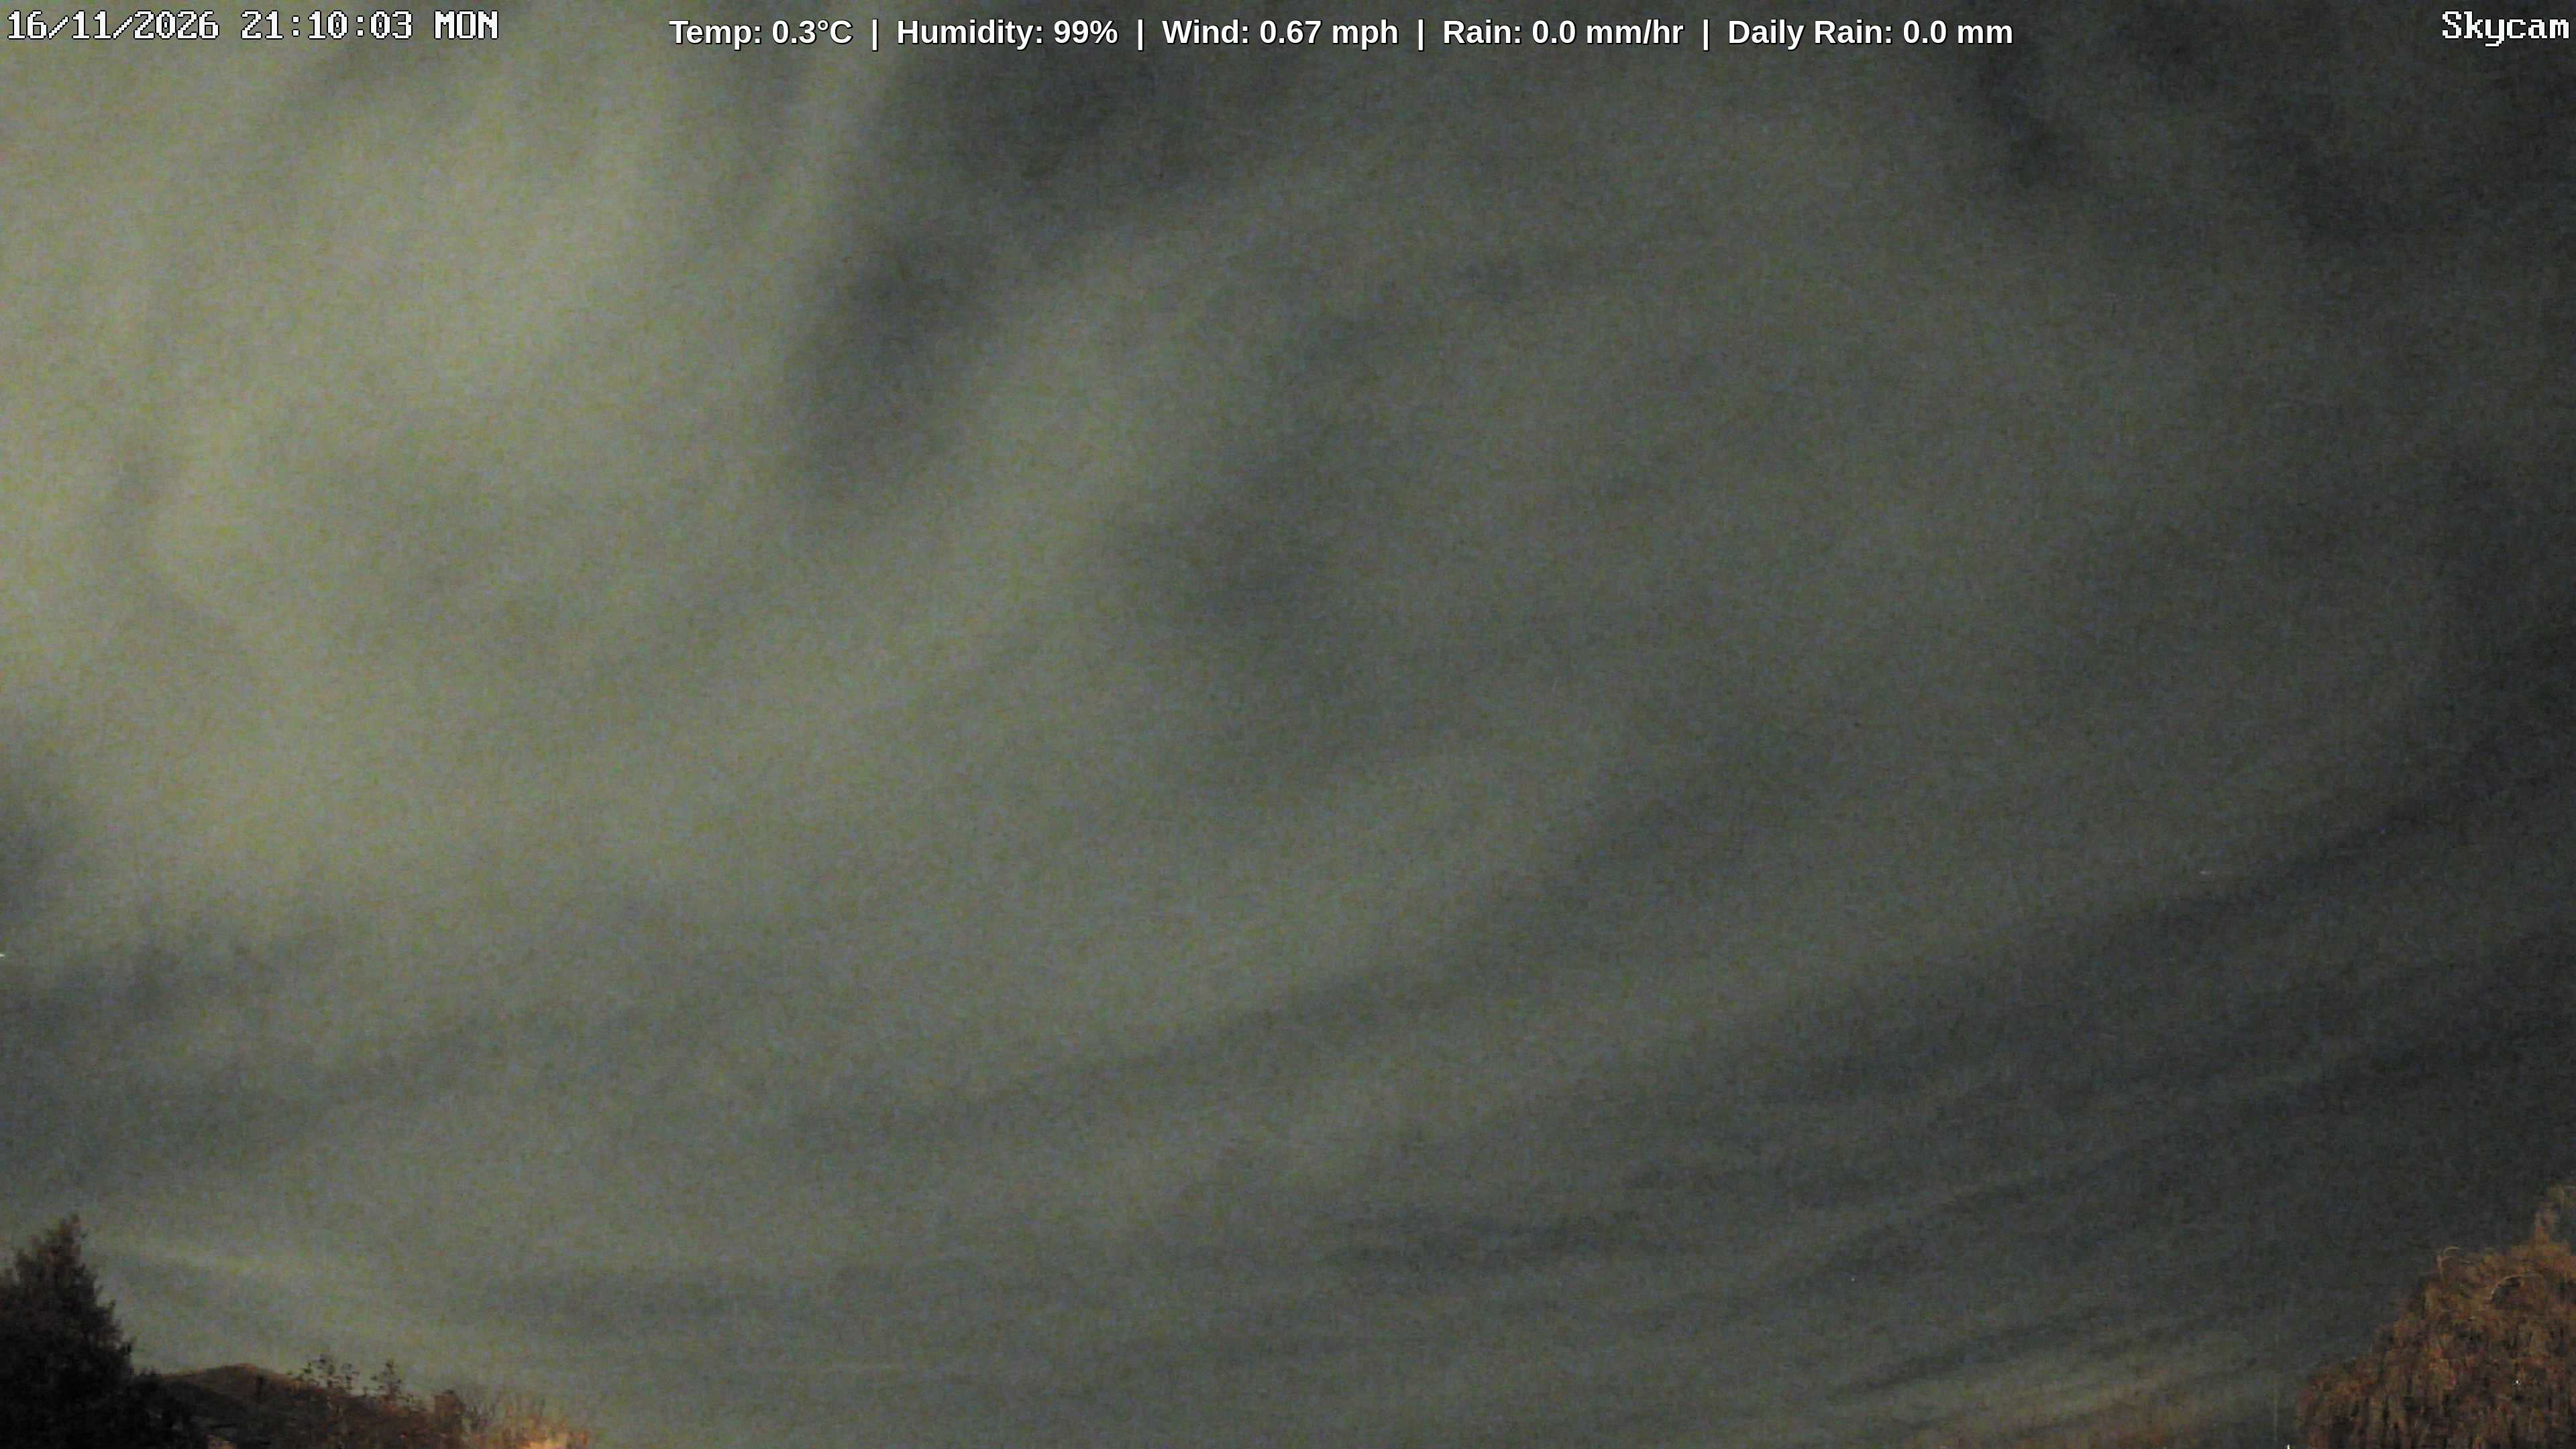 16/11/2026 21:10:03 MON
Temp: 0.3°C | Humidity: 99% | Wind: 0.67 mph | Rain: 0.0 mm/hr | Daily Rain: 0.0 mm
Skycam